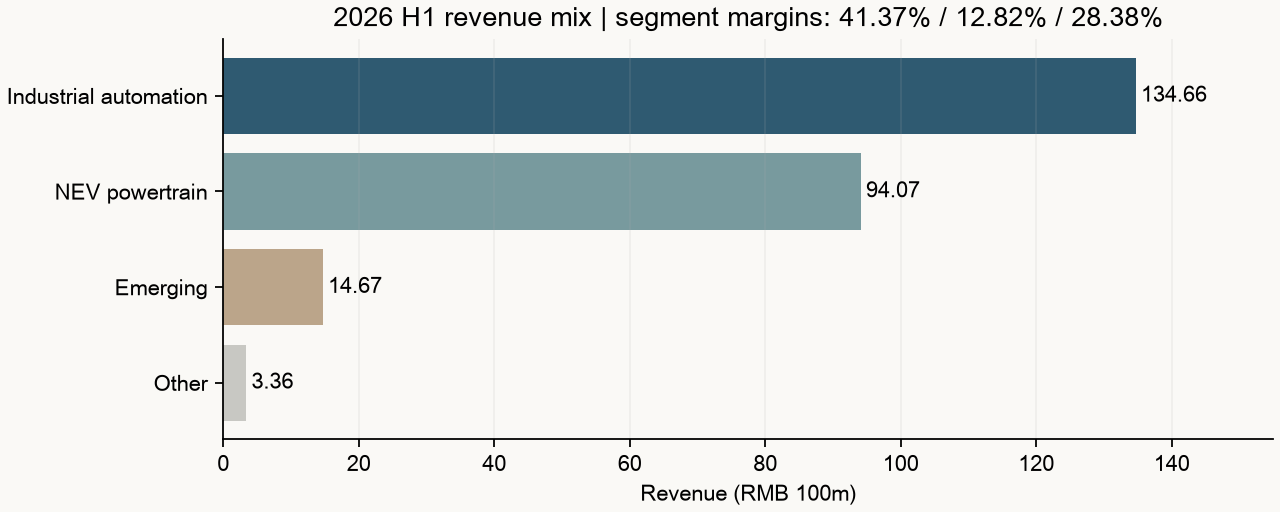 2026 H1 revenue mix | segment margins: 41.37% / 12.82% / 28.38%
Industrial automation 134.66
NEV powertrain 94.07
Emerging 14.67
Other 3.36
0 20 40 60 80 100 120 140
Revenue (RMB 100m)